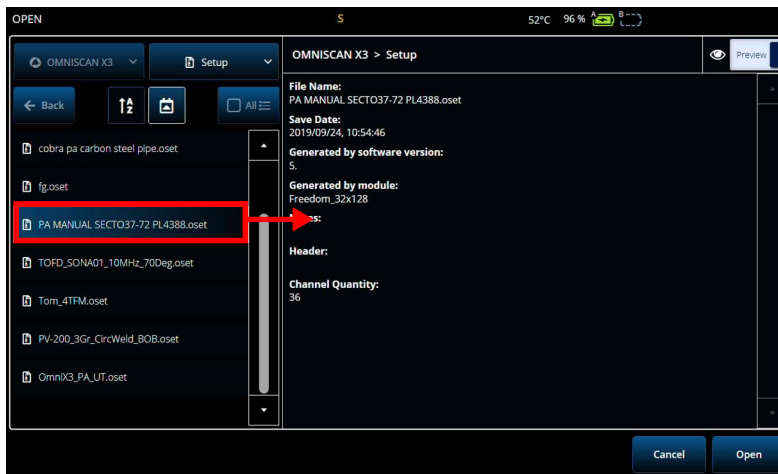 OPEN S 52°C 96 % A B
OMNISCAN X3 Setup
Back A Z All
cobra pa carbon steel pipe.oset
fg.oset
PA MANUAL SECTO37-72 PL4388.oset
TOFD_SONA01_10MHz_70Deg.oset
Tom_4TFM.oset
PV-200_3Gr_CircWeld_BOB.oset
OmniX3_PA_UT.oset
OMNISCAN X3 > Setup Preview
File Name:
PA MANUAL SECTO37-72 PL4388.oset
Save Date:
2019/09/24, 10:54:46
Generated by software version:
5.
Generated by module:
Freedom_32x128
es:
Header:
Channel Quantity:
36
Cancel Open